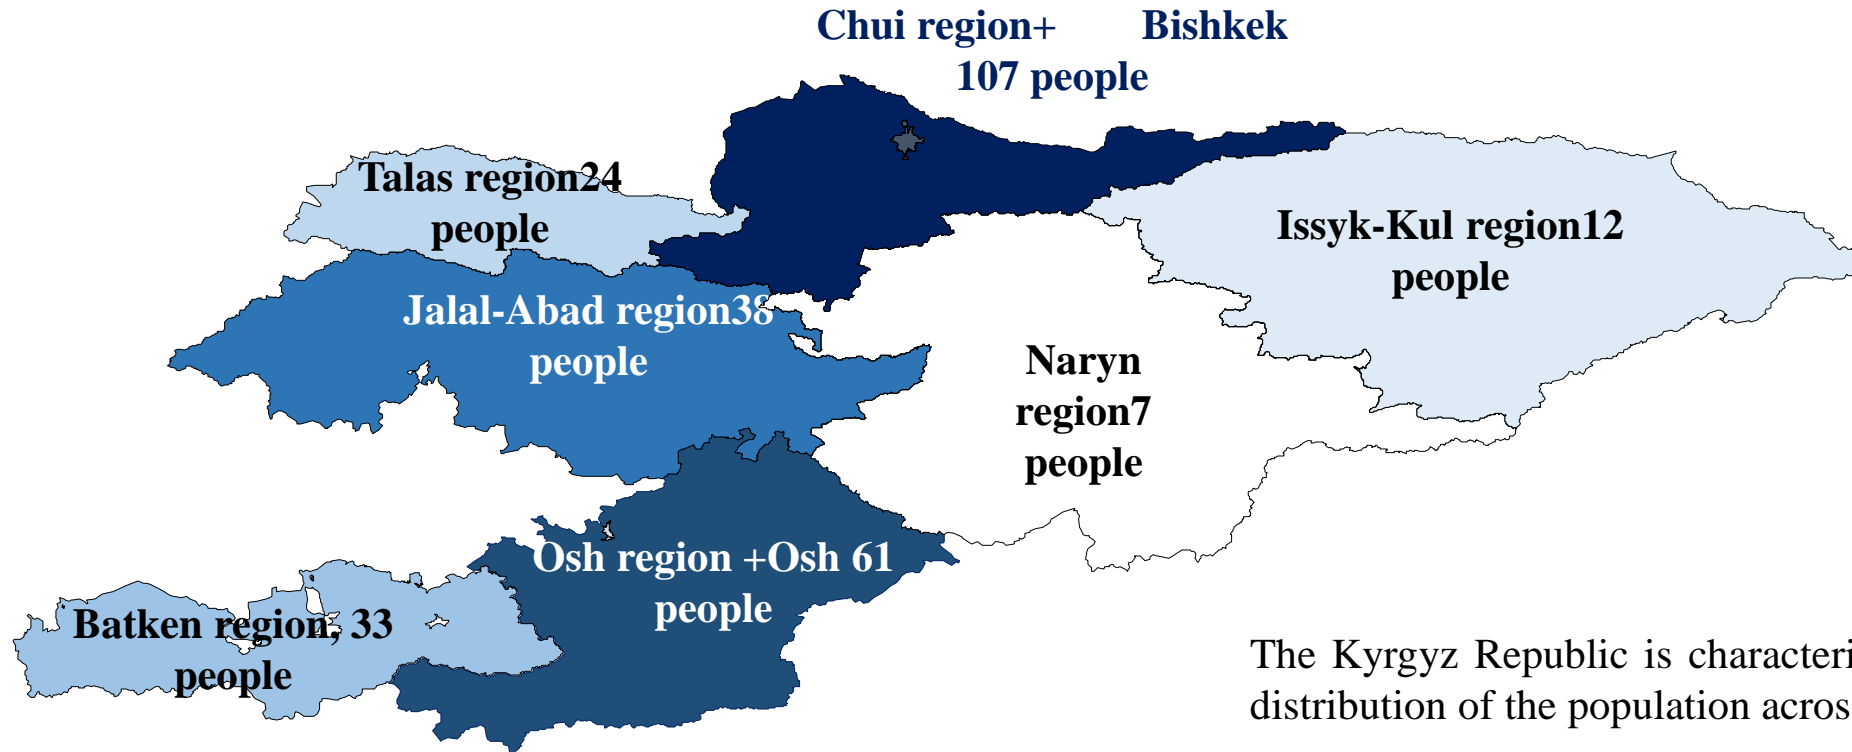 Chui region+ Bishkek
107 people
Talas region24
people
Issyk-Kul region12
people
Jalal-Abad region38
people
Naryn
region7
people
Osh region +Osh 61
people
Batken region, 33
people
The Kyrgyz Republic is characteri
distribution of the population acros